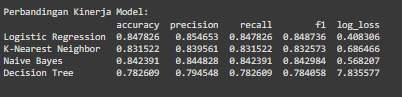 Perbandingan Kinerja Model:
accuracy precision recall f1 log_loss
Logistic Regression 0.847826 0.854653 0.847826 0.848736 0.408306
K-Nearest Neighbor 0.831522 0.839561 0.831522 0.832573 0.686466
Naive Bayes 0.842391 0.844828 0.842391 0.842984 0.568207
Decision Tree 0.782609 0.794548 0.782609 0.784058 7.835577